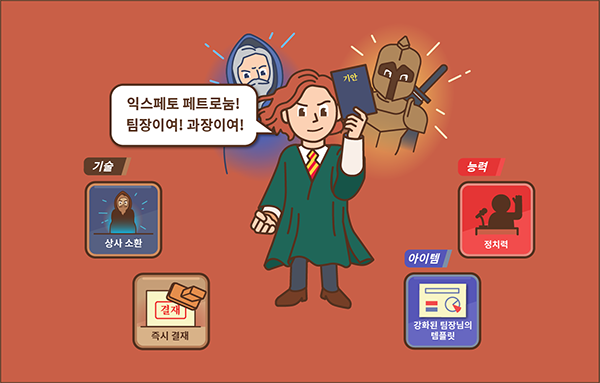 기안
익스페토 페트로눔!
팀장이여! 과장이여!
기술
상사 소환
결재
즉시 결재
능력
정치력
아이템
강화된 팀장님의
템플릿